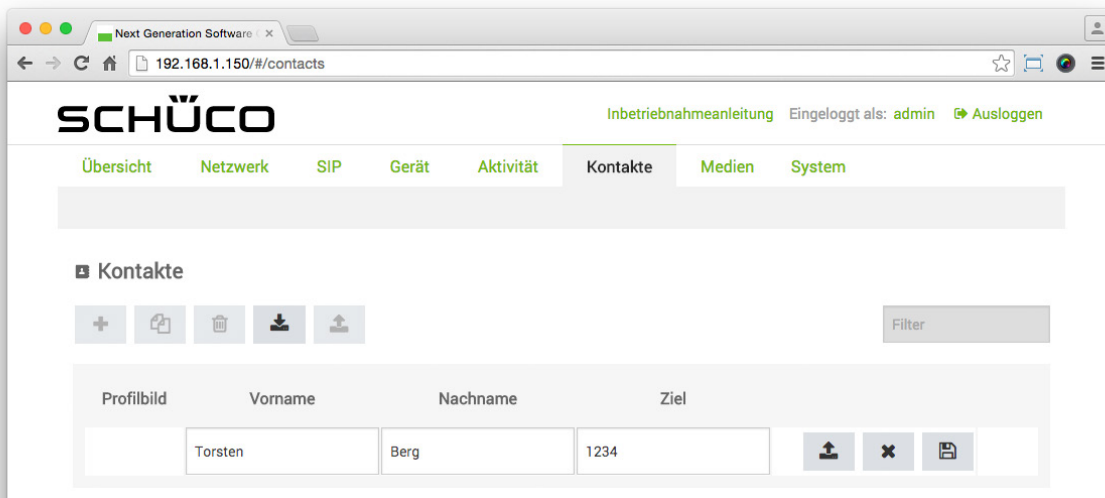 Next Generation Software
192.168.1.150/#/contacts
SCHÜCO
Inbetriebnahmeanleitung Eingeloggt als: admin Ausloggen
Übersicht Netzwerk SIP Gerät Aktivität Kontakte Medien System
Kontakte
Filter
Profilbild Vorname Nachname Ziel
Torsten Berg 1234